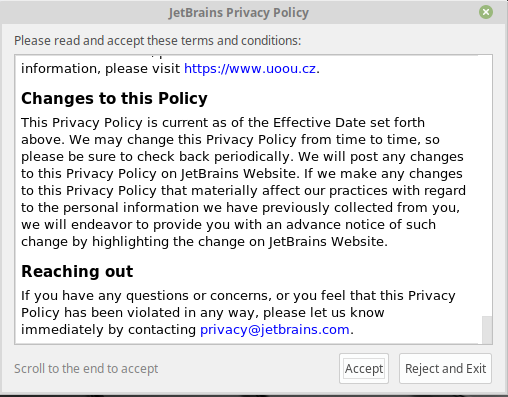 JetBrains Privacy Policy
Please read and accept these terms and conditions:
information, please visit https://www.uoou.cz.
Changes to this Policy
This Privacy Policy is current as of the Effective Date set forth
above. We may change this Privacy Policy from time to time, so
please be sure to check back periodically. We will post any changes
to this Privacy Policy on JetBrains Website. If we make any changes
to this Privacy Policy that materially affect our practices with regard
to the personal information we have previously collected from you,
we will endeavor to provide you with an advance notice of such
change by highlighting the change on JetBrains Website.
Reaching out
If you have any questions or concerns, or you feel that this Privacy
Policy has been violated in any way, please let us know
immediately by contacting privacy@jetbrains.com.
Scroll to the end to accept
Accept
Reject and Exit